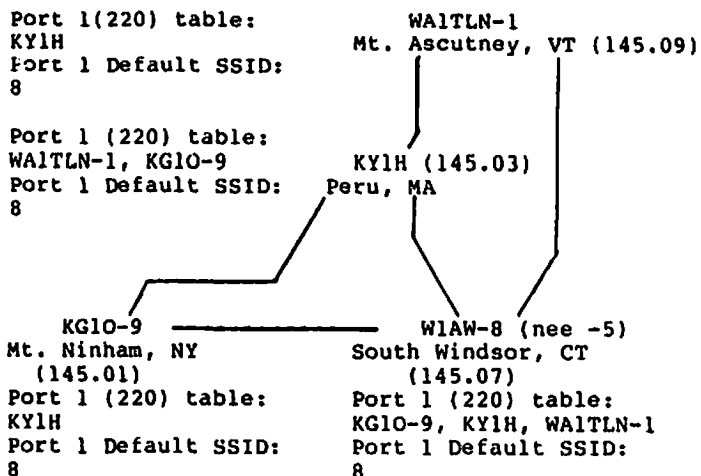 Port 1(220) table:
KY1H
Port 1 Default SSID:
8
WA1TLN-1
Mt. Ascutney, VT (145.09)
Port 1 (220) table:
WA1TLN-1, KG1O-9
Port 1 Default SSID:
8
KY1H (145.03)
Peru, MA
KG1O-9
Mt. Ninham, NY
(145.01)
Port 1 (220) table:
KY1H
Port 1 Default SSID:
8
W1AW-8 (nee -5)
South Windsor, CT
(145.07)
Port 1 (220) table:
KG1O-9, KY1H, WA1TLN-1
Port 1 Default SSID:
8